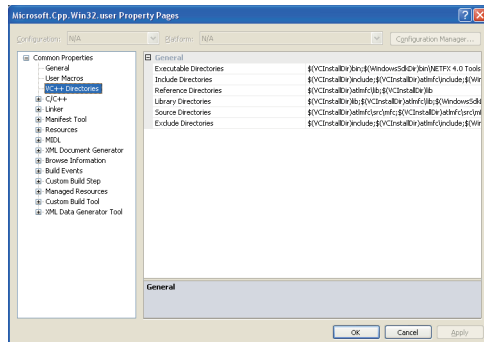 Microsoft.Cpp.Win32.user Property Pages
Configuration: N/A Platform: N/A Configuration Manager...
Common Properties
General
User Macros
VC++ Directories
C/C++
Linker
Manifest Tool
Resources
MIDL
XML Document Generator
Browse Information
Build Events
Custom Build Step
Managed Resources
Custom Build Tool
XML Data Generator Tool
General
Executable Directories $(VCInstallDir)bin;$(WindowsSdkDir)bin\NETFX 4.0 Tools
Include Directories $(VCInstallDir)include;$(VCInstallDir)atlmfc\include;$(Wir
Reference Directories $(VCInstallDir)atlmfc\lib;$(VCInstallDir)lib
Library Directories $(VCInstallDir)lib;$(VCInstallDir)atlmfc\lib;$(WindowsSdkI
Source Directories $(VCInstallDir)atlmfc\src\mfc;$(VCInstallDir)atlmfc\src\ml
Exclude Directories $(VCInstallDir)include;$(VCInstallDir)atlmfc\include;$(Wir
General
OK Cancel Apply